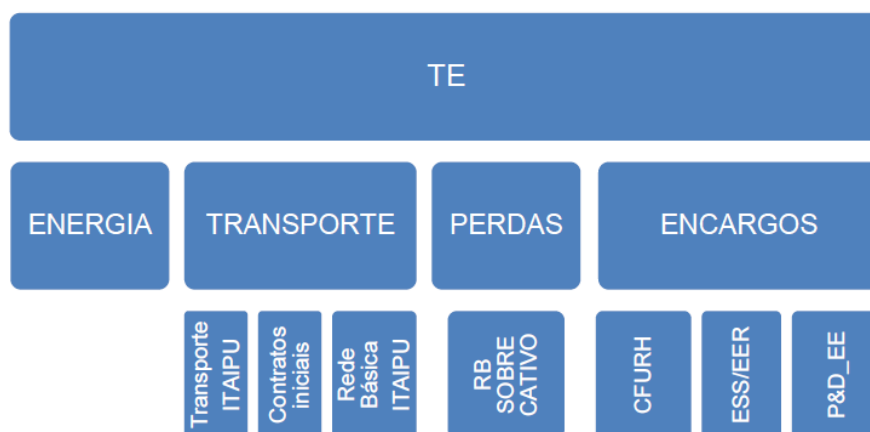 TE
ENERGIA
TRANSPORTE
PERDAS
ENCARGOS
Transporte
ITAIPU
Contratos
iniciais
Rede
Básica
ITAIPU
RB
SOBRE
CATIVO
CFURH
ESS/EER
P&D_EE